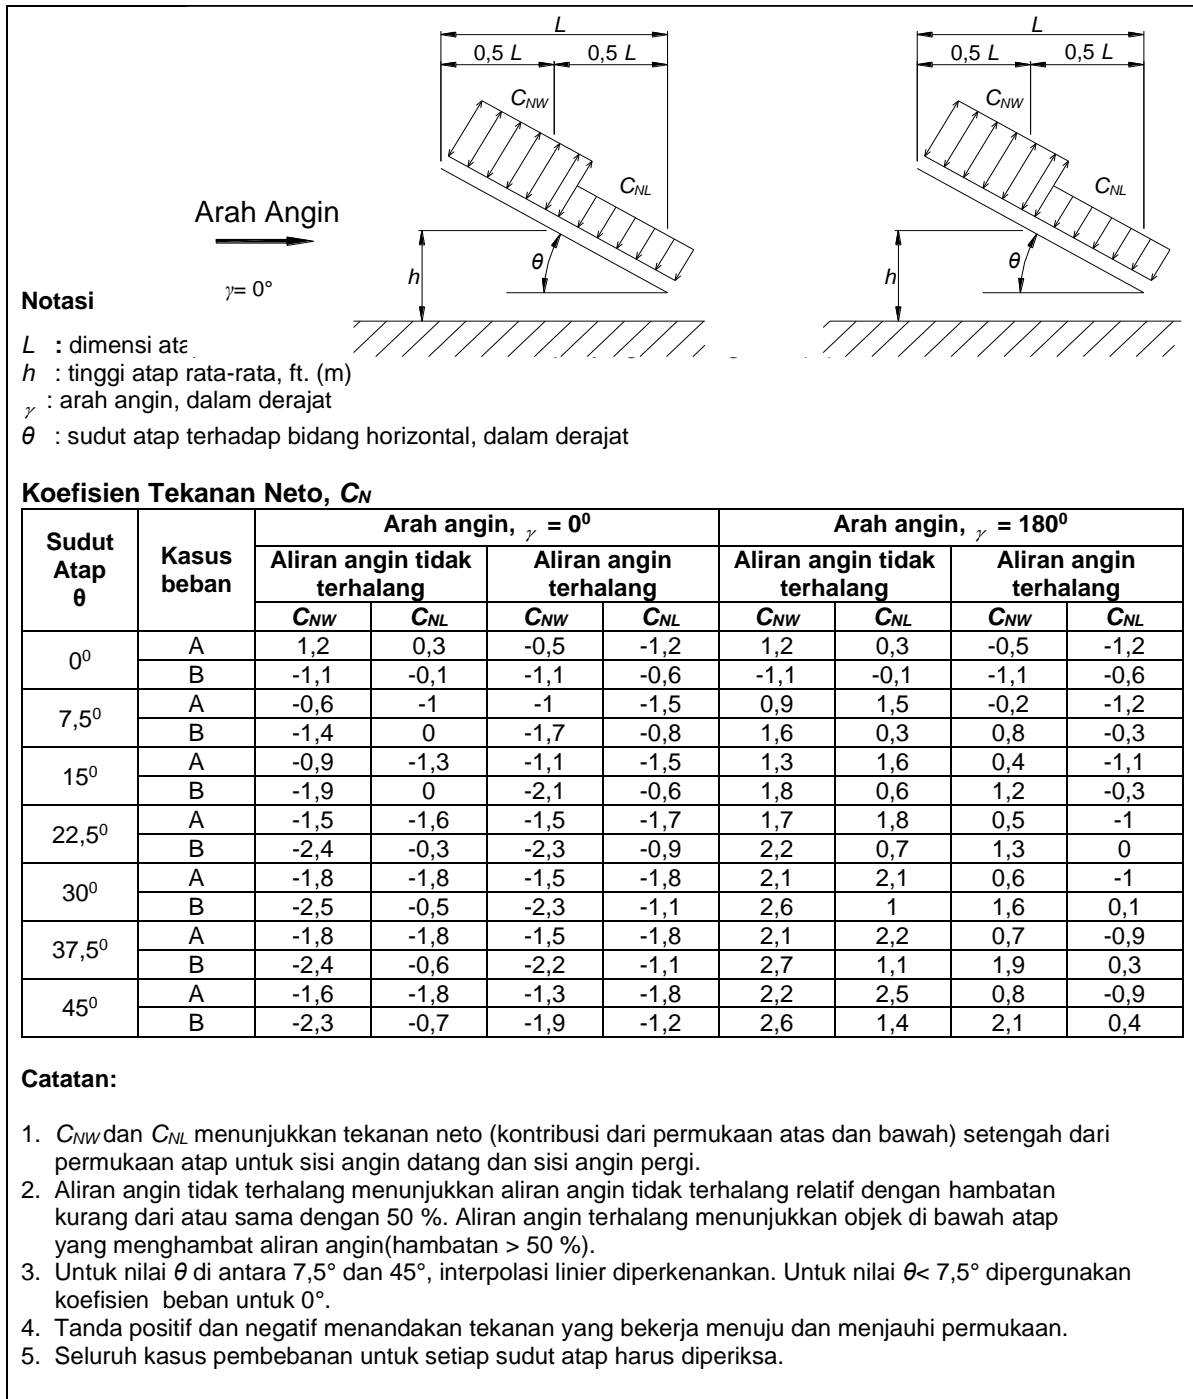 L
L
0,5 L 0,5 L
0,5 L 0,5 L
CNW
CNW
CNL
CNL
Arah Angin
γ= 0°
h
θ
h
θ
Notasi
L : dimensi
h : tinggi atap rata-rata, ft. (m)
γ : arah angin, dalam derajat
θ : sudut atap terhadap bidang horizontal, dalam derajat
Koefisien Tekanan Neto, CN
Sudut Atap θ | Kasus beban | Arah angin, γ = 0⁰ | Arah angin, γ = 180⁰
Aliran angin tidak terhalang | Aliran angin terhalang | Aliran angin tidak terhalang | Aliran angin terhalang
CNW | CNL | CNW | CNL | CNW | CNL | CNW | CNL
0⁰ | A | 1,2 | 0,3 | -0,5 | -1,2 | 1,2 | 0,3 | -0,5 | -1,2
B | -1,1 | -0,1 | -1,1 | -0,6 | -1,1 | -0,1 | -1,1 | -0,6
7,5⁰ | A | -0,6 | -1 | -1 | -1,5 | 0,9 | 1,5 | -0,2 | -1,2
B | -1,4 | 0 | -1,7 | -0,8 | 1,6 | 0,3 | 0,8 | -0,3
15⁰ | A | -0,9 | -1,3 | -1,1 | -1,5 | 1,3 | 1,6 | 0,4 | -1,1
B | -1,9 | 0 | -2,1 | -0,6 | 1,8 | 0,6 | 1,2 | -0,3
22,5⁰ | A | -1,5 | -1,6 | -1,5 | -1,7 | 1,7 | 1,8 | 0,5 | -1
B | -2,4 | -0,3 | -2,3 | -0,9 | 2,2 | 0,7 | 1,3 | 0
30⁰ | A | -1,8 | -1,8 | -1,5 | -1,8 | 2,1 | 2,1 | 0,6 | -1
B | -2,5 | -0,5 | -2,3 | -1,1 | 2,6 | 1 | 1,6 | 0,1
37,5⁰ | A | -1,8 | -1,8 | -1,5 | -1,8 | 2,1 | 2,2 | 0,7 | -0,9
B | -2,4 | -0,6 | -2,2 | -1,1 | 2,7 | 1,1 | 1,9 | 0,3
45⁰ | A | -1,6 | -1,8 | -1,3 | -1,8 | 2,2 | 2,5 | 0,8 | -0,9
B | -2,3 | -0,7 | -1,9 | -1,2 | 2,6 | 1,4 | 2,1 | 0,4
Catatan:
1. CNW dan CNL menunjukkan tekanan neto (kontribusi dari permukaan atas dan bawah) setengah dari
permukaan atap untuk sisi angin datang dan sisi angin pergi.
2. Aliran angin tidak terhalang menunjukkan aliran angin tidak terhalang relatif dengan hambatan
kurang dari atau sama dengan 50 %. Aliran angin terhalang menunjukkan objek di bawah atap
yang menghambat aliran angin(hambatan > 50 %).
3. Untuk nilai θ di antara 7,5° dan 45°, interpolasi linier diperkenankan. Untuk nilai θ< 7,5° dipergunakan
koefisien beban untuk 0°.
4. Tanda positif dan negatif menandakan tekanan yang bekerja menuju dan menjauhi permukaan.
5. Seluruh kasus pembebanan untuk setiap sudut atap harus diperiksa.